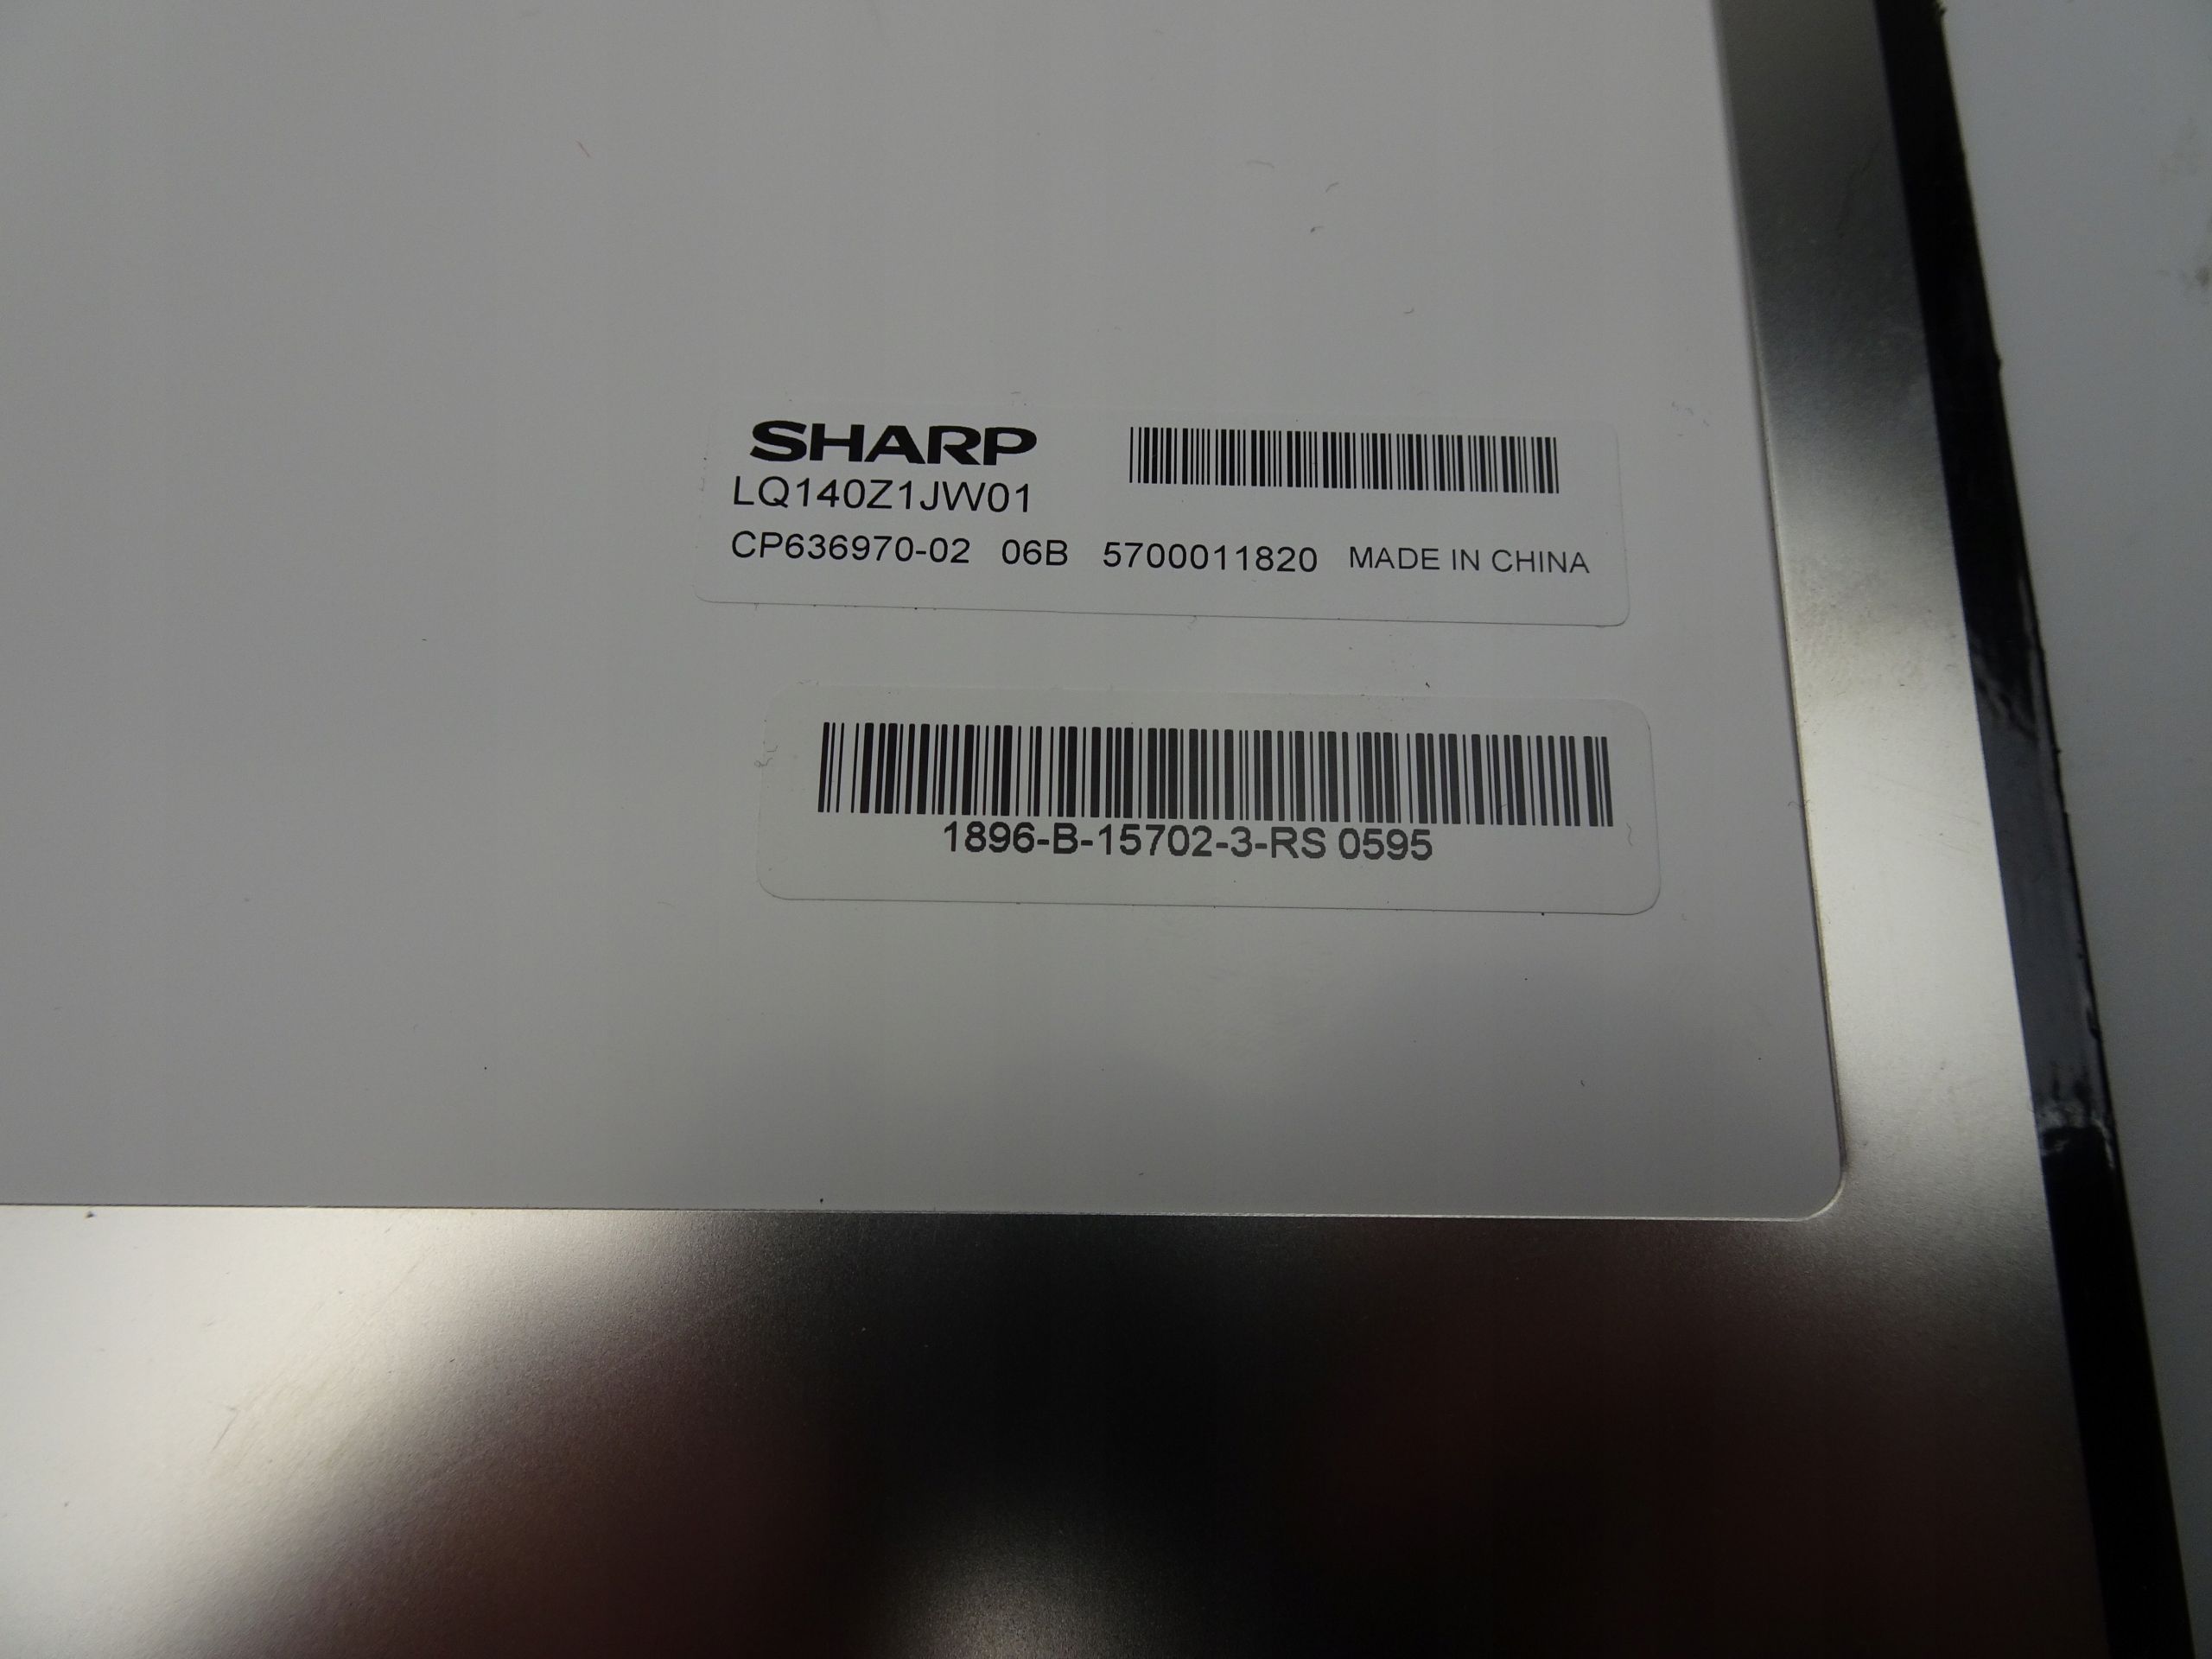 SHARP
LQ140Z1JW01
CP636970-02 06B 5700011820 MADE IN CHINA
1896-B-15702-3-RS 0595